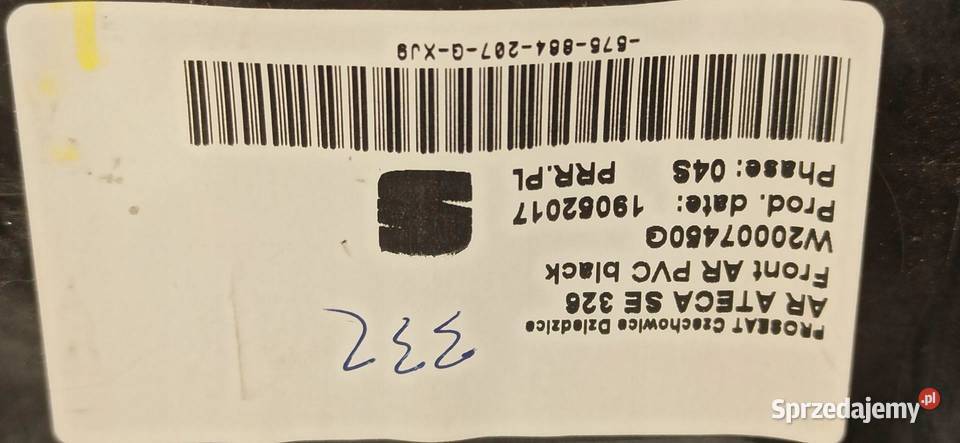 PROSEAT Czechowice Dziedzice
AR ATECA SE 326
Front AR PVC black
W20007450G
Prod. date: 19052017
Phase: 04S PRR.PL
-575-864-207-G-XJ9
332
Sprzedajemy.pl